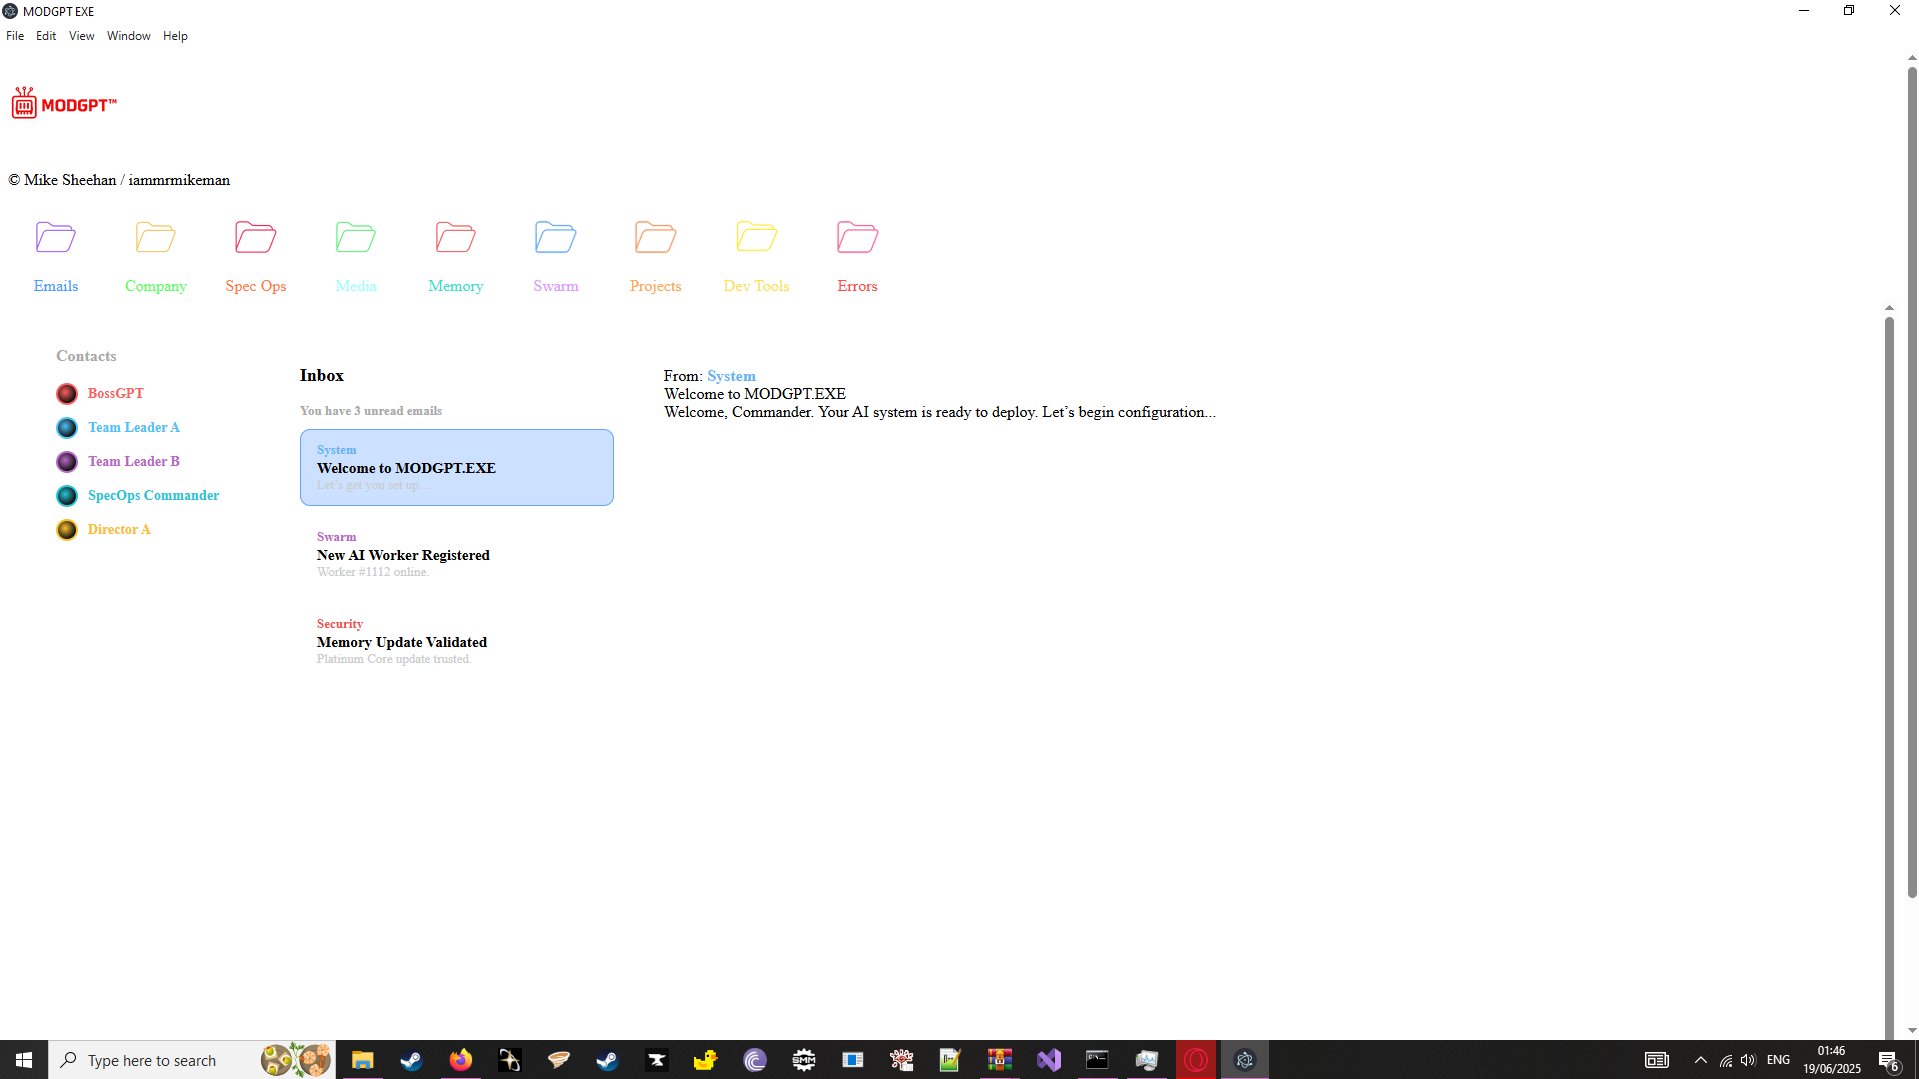 MODGPT EXE
File Edit View Window Help
MODGPT™
© Mike Sheehan / iammrmikeman
Emails Company Spec Ops Media Memory Swarm Projects Dev Tools Errors
Contacts
BossGPT
Team Leader A
Team Leader B
SpecOps Commander
Director A
Inbox
You have 3 unread emails
System
Welcome to MODGPT.EXE
Let's get you set up...
Swarm
New AI Worker Registered
Worker #1112 online.
Security
Memory Update Validated
Platinum Core update trusted.
From: System
Welcome to MODGPT.EXE
Welcome, Commander. Your AI system is ready to deploy. Let’s begin configuration...
Type here to search
SMM
ENG
01:46
19/06/2025
6